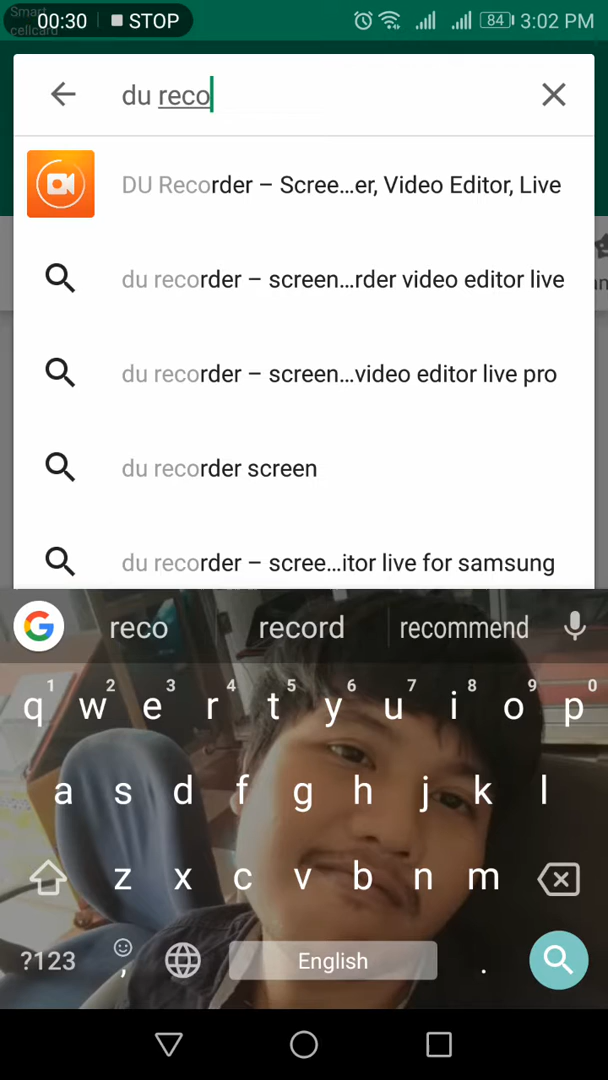 Smart
cellcard
00:30 STOP 84 3:02 PM
du reco
DU Recorder – Scree...er, Video Editor, Live
du recorder – screen...rder video editor live
du recorder – screen...video editor live pro
du recorder screen
du recorder – scree...itor live for samsung
G reco record recommend
1 2 3 4 5 6 7 8 9 0
q w e r t y u i o p
a s d f g h j k l
z x c v b n m
?123 , English .